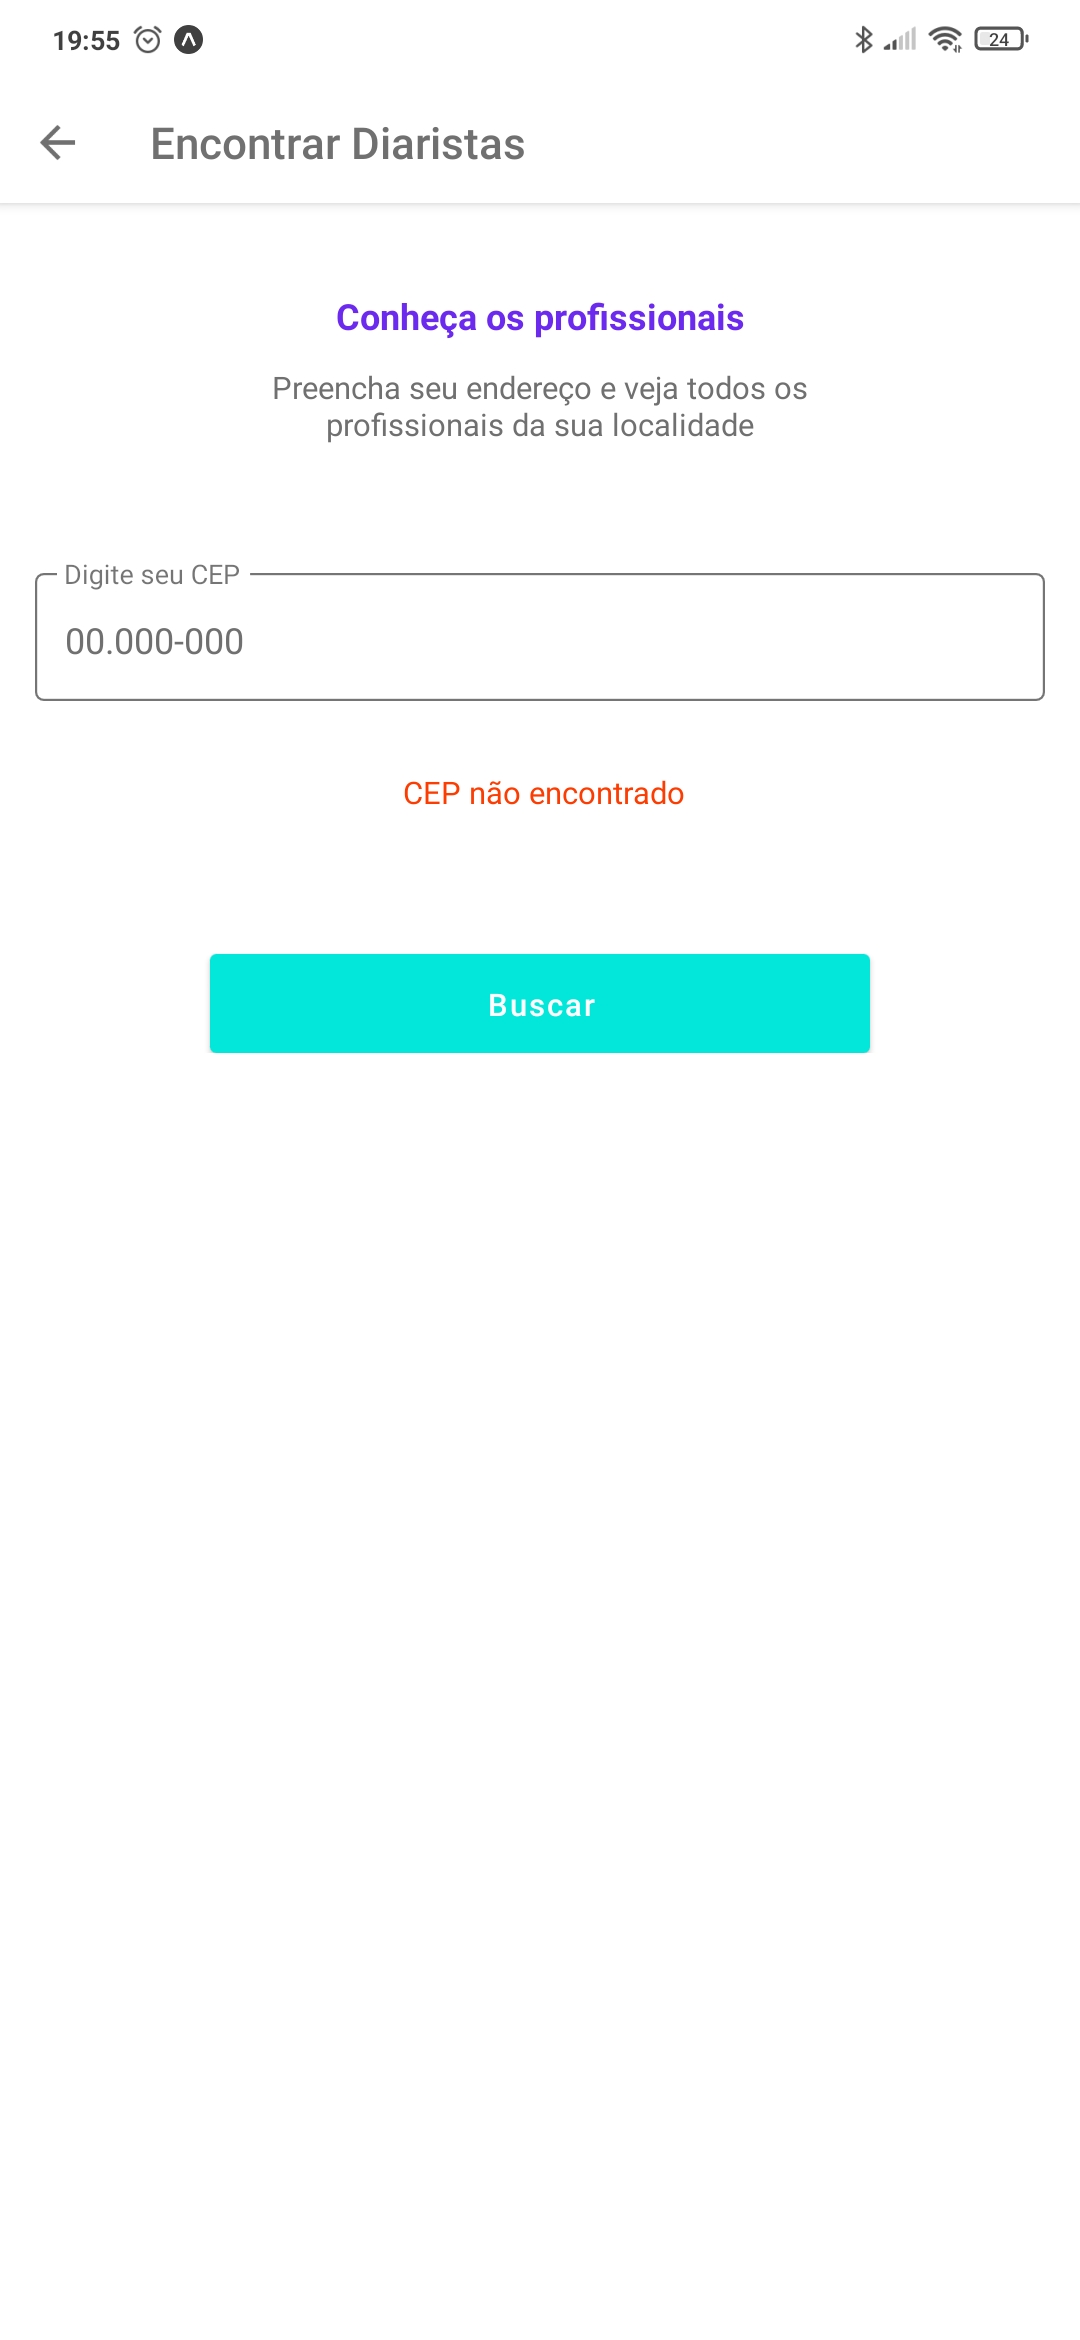 19:55
24
Encontrar Diaristas
Conheça os profissionais
Preencha seu endereço e veja todos os
profissionais da sua localidade
Digite seu CEP
00.000-000
CEP não encontrado
Buscar